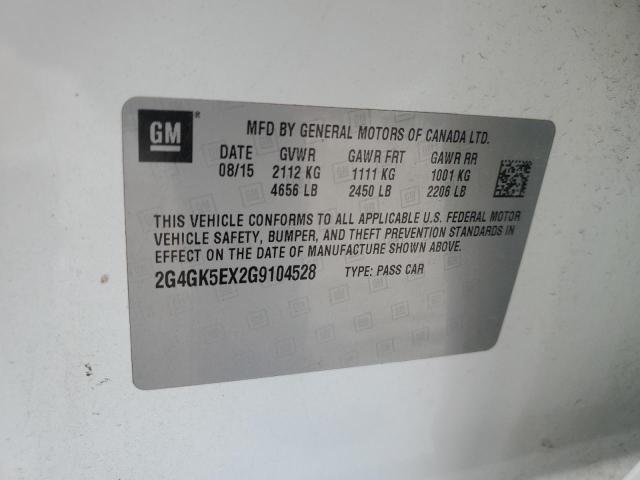 GM ®
MFD BY GENERAL MOTORS OF CANADA LTD.
DATE GVWR GAWR FRT GAWR RR
08/15 2112 KG 1111 KG 1001 KG
4656 LB 2450 LB 2206 LB
THIS VEHICLE CONFORMS TO ALL APPLICABLE U.S. FEDERAL MOTOR
VEHICLE SAFETY, BUMPER, AND THEFT PREVENTION STANDARDS IN
EFFECT ON THE DATE OF MANUFACTURE SHOWN ABOVE.
2G4GK5EX2G9104528 TYPE: PASS CAR